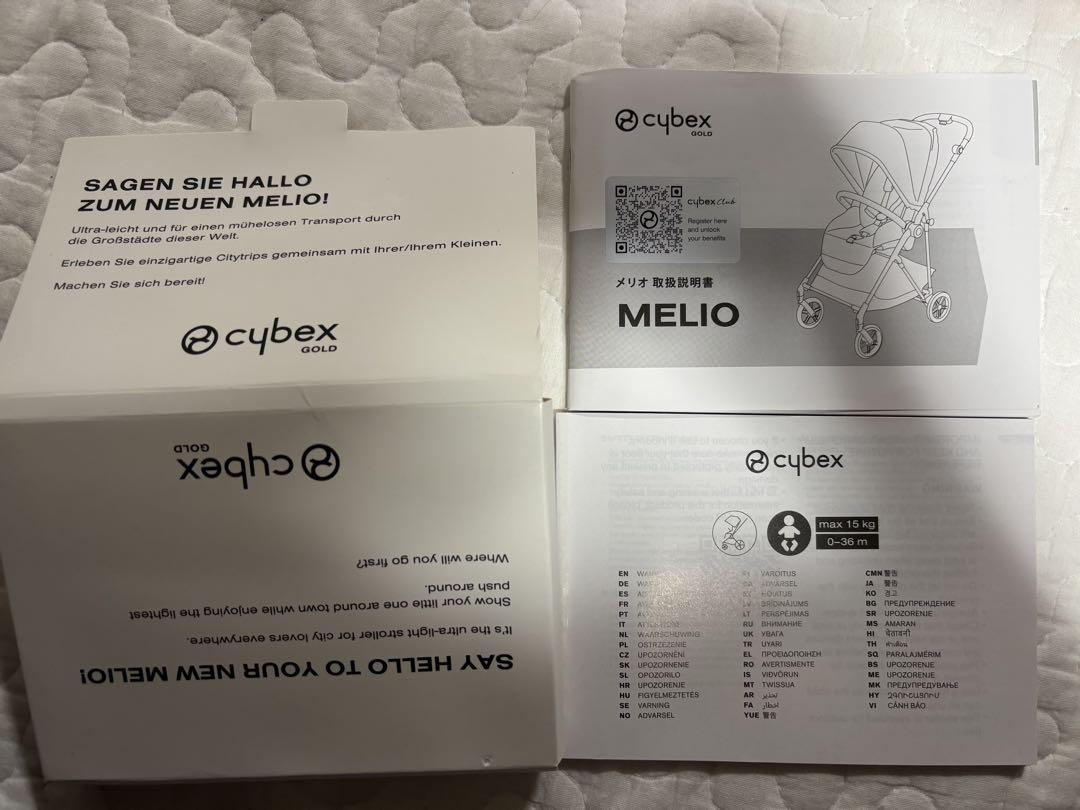 SAGEN SIE HALLO
ZUM NEUEN MELIO!
Ultra-leicht und für einen mühelosen Transport durch
die Großstädte dieser Welt.
Erleben Sie einzigartige Citytrips gemeinsam mit Ihrer/Ihrem Kleinen.
Machen Sie sich bereit!
cybex
GOLD
SAY HELLO TO YOUR NEW MELIO!
It's the ultra-light stroller for city lovers everywhere.
Show your little one around town while enjoying the lightest
push around.
Where will you go first?
cybex
GOLD
cybex
GOLD
cybex Club
Register here
and unlock
your benefits
メリオ 取扱説明書
MELIO
cybex
max 15 kg
0–36 m
EN
DE
ES
FR
PT
IT
NL WAARSCHUWING
PL OSTRZEŻENIE
CZ UPOZORNĚNÍ
SK UPOZORNENIE
SL OPOZORILO
HR UPOZORENJE
HU FIGYELMEZTETÉS
SE VARNING
NO ADVARSEL
VAROITUS
ADVARSEL
HOIATUS
BRĪDINĀJUMS
LT PERSPĖJIMAS
RU ВНИМАНИЕ
UK УВАГА
TR UYARI
EL ΠΡΟΕΙΔΟΠΟΙΗΣΗ
RO AVERTISMENTE
IS VIÐVÖRUN
MT TWISSIJA
AR تحذير
FA اخطار
YUE 警告
CMN 警告
JA 警告
KO 경고
BG ПРЕДУПРЕЖДЕНИЕ
SR UPOZORENJE
MS AMARAN
HI चेतावनी
TH คำเตือน
SQ PARALAJMËRIM
BS UPOZORENJE
ME UPOZORENJE
MK ПРЕДУПРЕДУВАЊЕ
HY ԶԳՈՒՇԱՑՈՒՄ
VI CẢNH BÁO